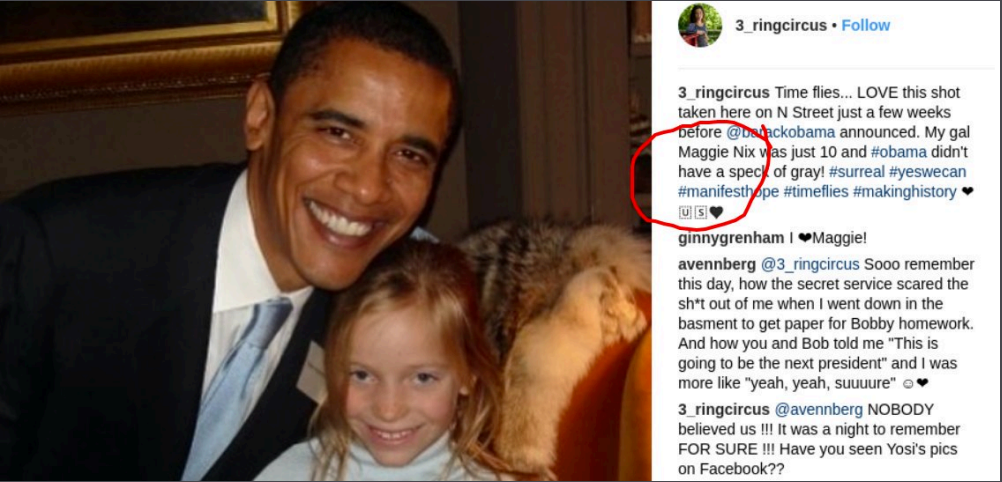 3_ringcircus • Follow
3_ringcircus Time flies... LOVE this shot
taken here on N Street just a few weeks
before @barackobama announced. My gal
Maggie Nix was just 10 and #obama didn't
have a speck of gray! #surreal #yeswecan
#manifesthope #timeflies #makinghistory ❤
🇺 🇸🖤
ginnygrenham I ❤Maggie!
avennberg @3_ringcircus Sooo remember
this day, how the secret service scared the
sh*t out of me when I went down in the
basment to get paper for Bobby homework.
And how you and Bob told me "This is
going to be the next president" and I was
more like "yeah, yeah, suuuure" ☺❤
3_ringcircus @avennberg NOBODY
believed us !!! It was a night to remember
FOR SURE !!! Have you seen Yosi's pics
on Facebook??